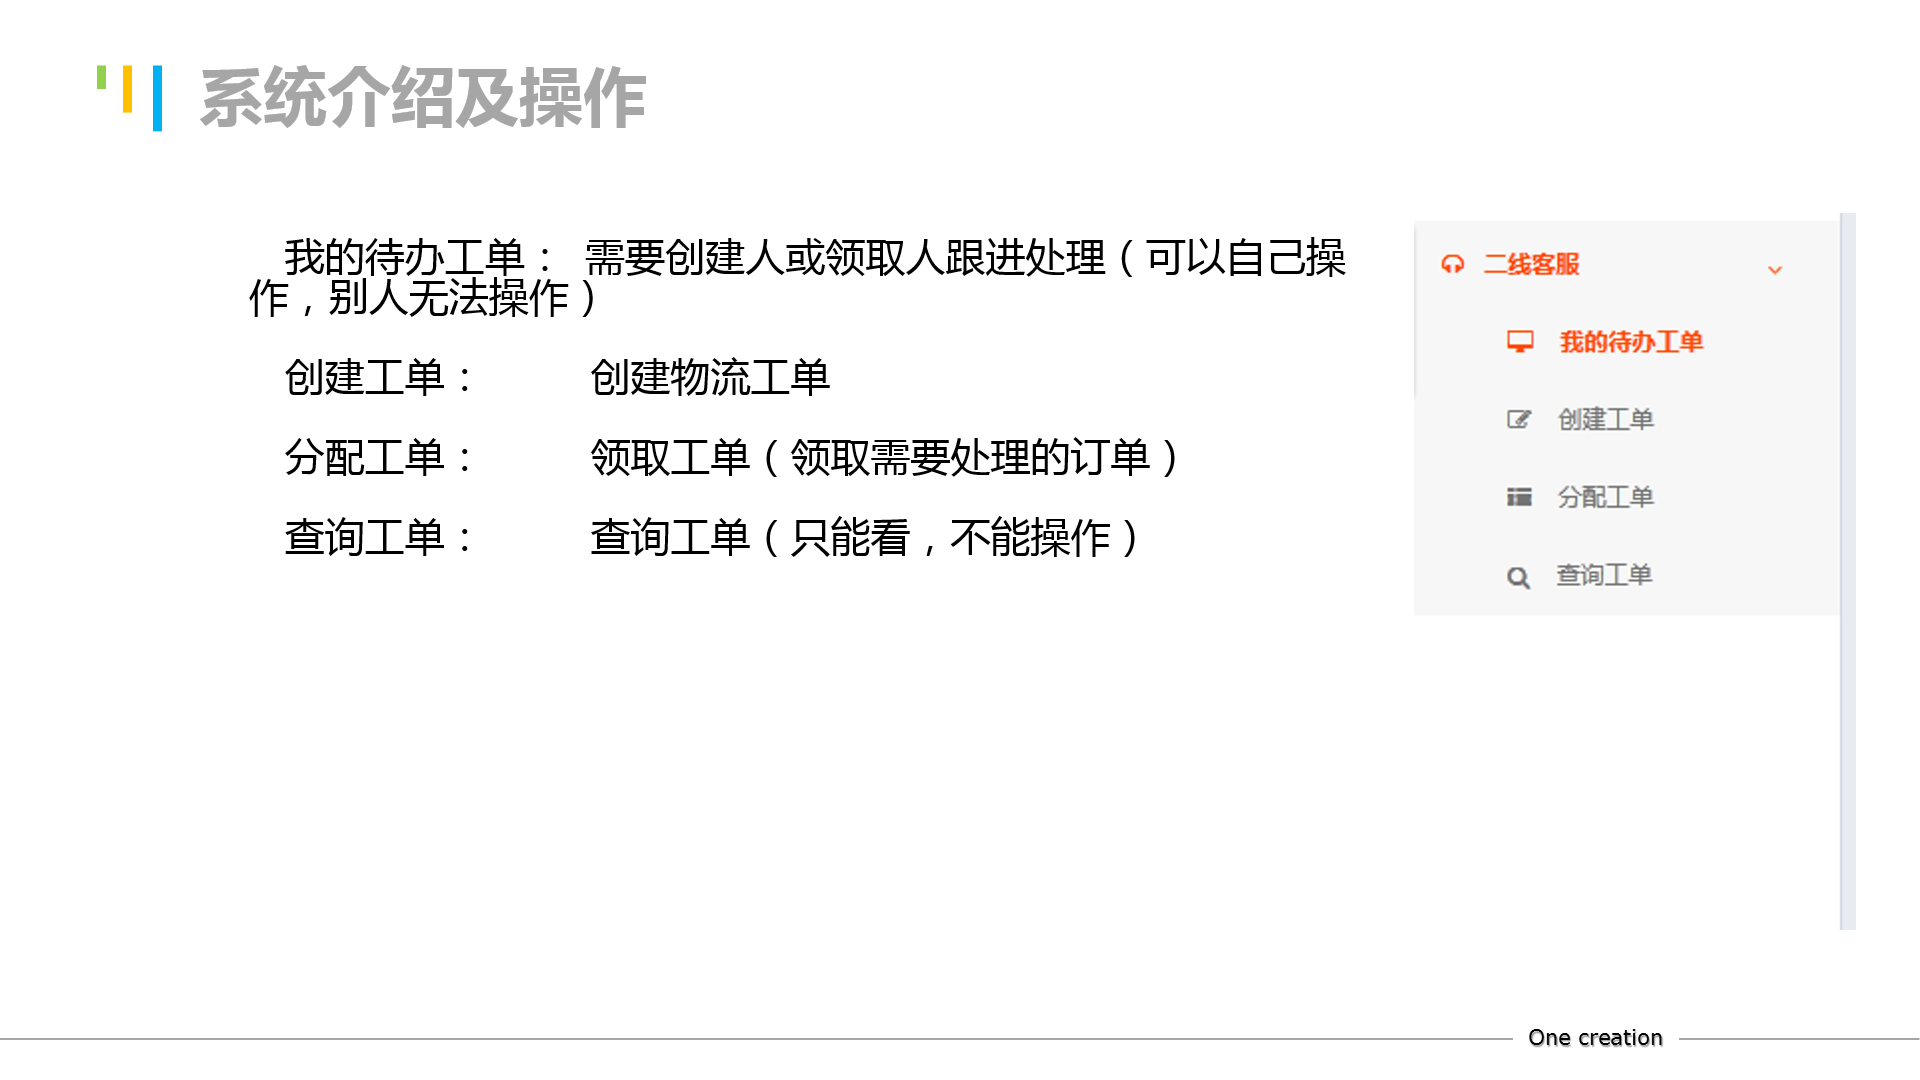 系统介绍及操作
我的待办工单： 需要创建人或领取人跟进处理（可以自己操
作，别人无法操作）
创建工单： 创建物流工单
分配工单： 领取工单（领取需要处理的订单）
查询工单： 查询工单（只能看，不能操作）
二线客服
我的待办工单
创建工单
分配工单
查询工单
One creation